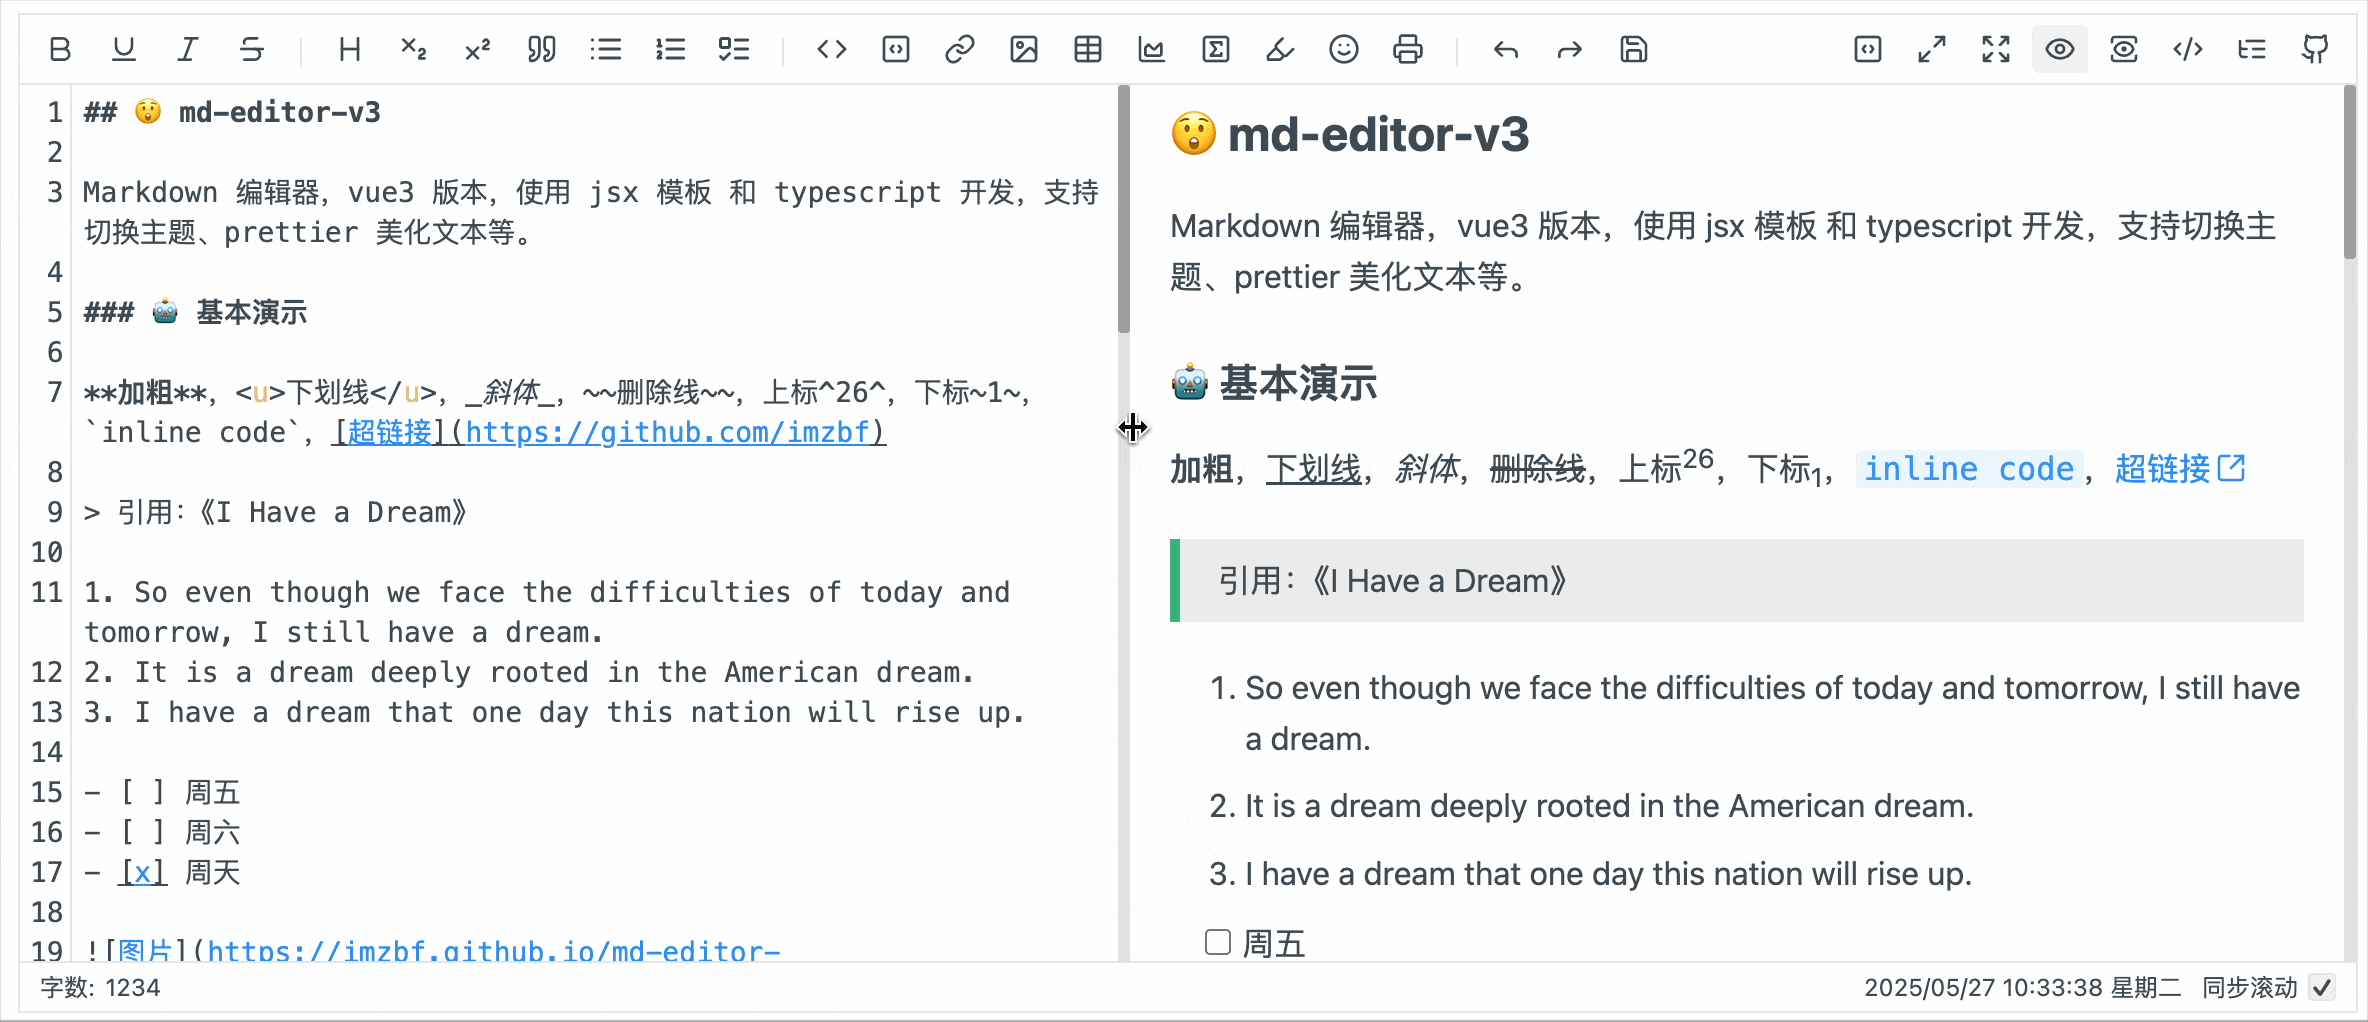 1 ## 😲 md-editor-v3
2
3 Markdown 编辑器，vue3 版本，使用 jsx 模板 和 typescript 开发，支持
切换主题、prettier 美化文本等。
4
5 ### 🤖 基本演示
6
7 **加粗**，<u>下划线</u>，_斜体_，~~删除线~~，上标^26^，下标~1~，
`inline code`，[超链接](https://github.com/imzbf)
8
9 > 引用：《I Have a Dream》
10
11 1. So even though we face the difficulties of today and
tomorrow, I still have a dream.
12 2. It is a dream deeply rooted in the American dream.
13 3. I have a dream that one day this nation will rise up.
14
15 - [ ] 周五
16 - [ ] 周六
17 - [x] 周天
18
19 ![图片](https://imzbf.github.io/md-editor-
😲 md-editor-v3
Markdown 编辑器，vue3 版本，使用 jsx 模板 和 typescript 开发，支持切换主
题、prettier 美化文本等。
🤖 基本演示
加粗，下划线，斜体，删除线，上标26，下标1，inline code，超链接
引用：《I Have a Dream》
1. So even though we face the difficulties of today and tomorrow, I still have
a dream.
2. It is a dream deeply rooted in the American dream.
3. I have a dream that one day this nation will rise up.
周五
字数: 1234
2025/05/27 10:33:38 星期二 同步滚动